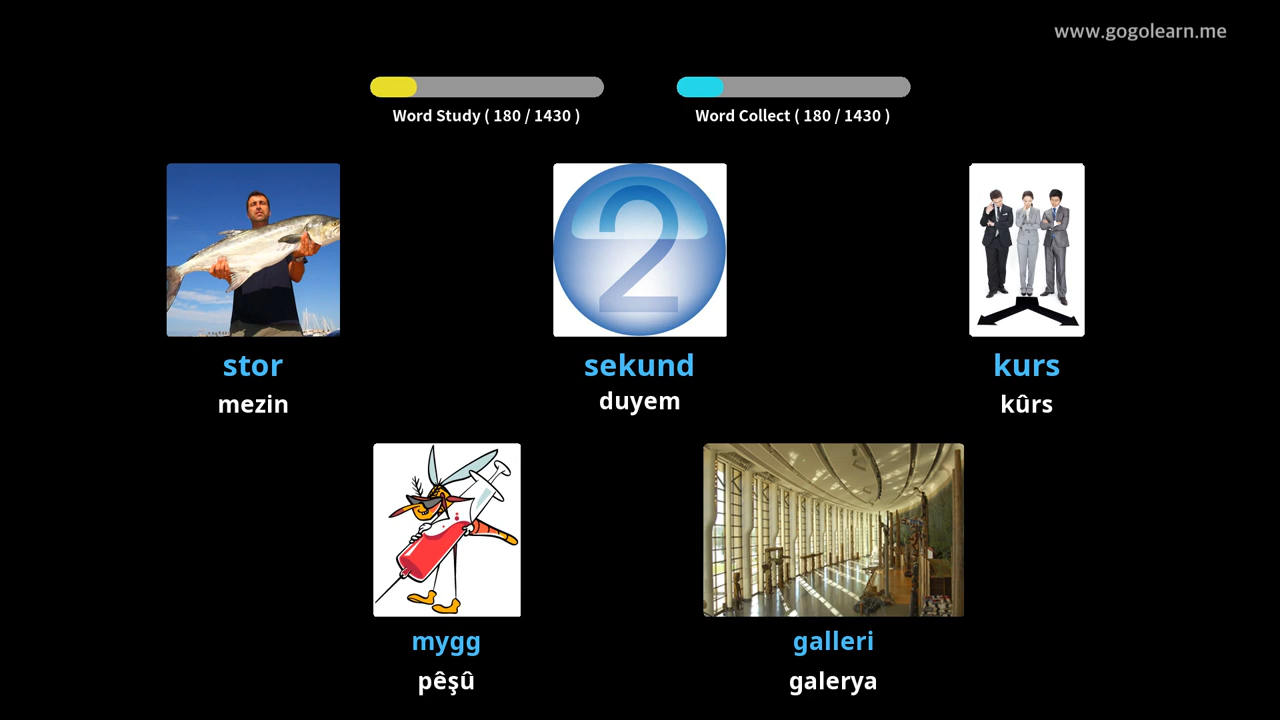 www.gogolearn.me
Word Study ( 180 / 1430 )
Word Collect ( 180 / 1430 )
2
stor
mezin
sekund
duyem
kurs
kûrs
mygg
pêşû
galleri
galerya